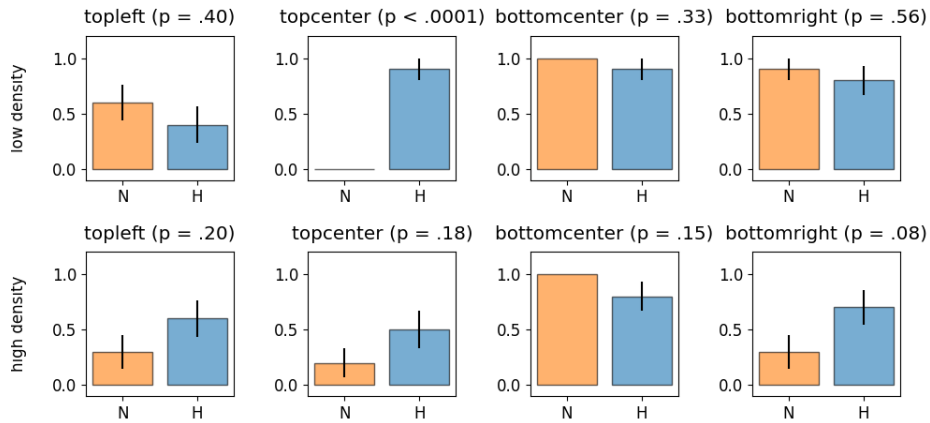 topleft (p = .40)
topcenter (p < .0001)
bottomcenter (p = .33)
bottomright (p = .56)
low density
1.0
0.5
0.0
N H
1.0
0.5
0.0
N H
1.0
0.5
0.0
N H
1.0
0.5
0.0
N H
topleft (p = .20)
topcenter (p = .18)
bottomcenter (p = .15)
bottomright (p = .08)
high density
1.0
0.5
0.0
N H
1.0
0.5
0.0
N H
1.0
0.5
0.0
N H
1.0
0.5
0.0
N H